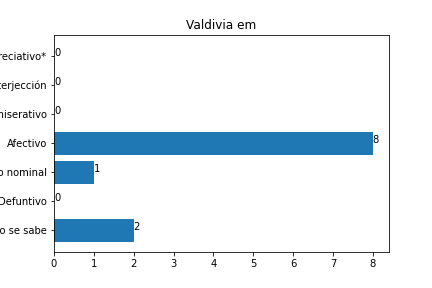 Valdivia em
reciativo* 0
terjección 0
niserativo 0
Afectivo 8
o nominal 1
Defuntivo 0
o se sabe 2
0 1 2 3 4 5 6 7 8